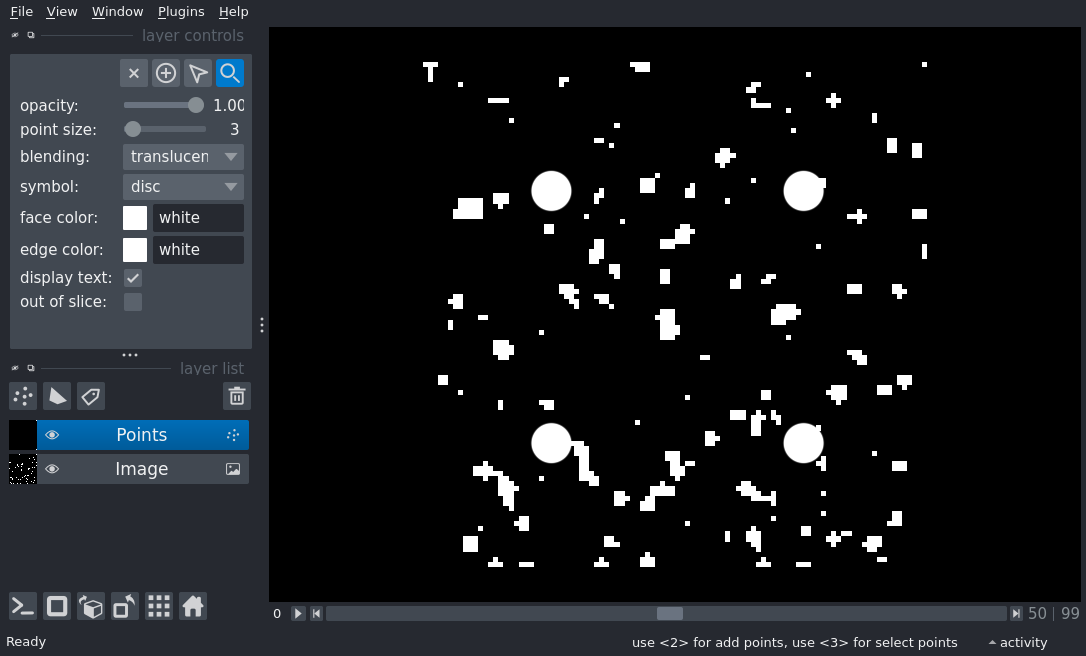 File View Window Plugins Help
layer controls
opacity: 1.00
point size: 3
blending: translucen
symbol: disc
face color: white
edge color: white
display text:
out of slice:
layer list
Points
Image
0 50 | 99
Ready use <2> for add points, use <3> for select points activity